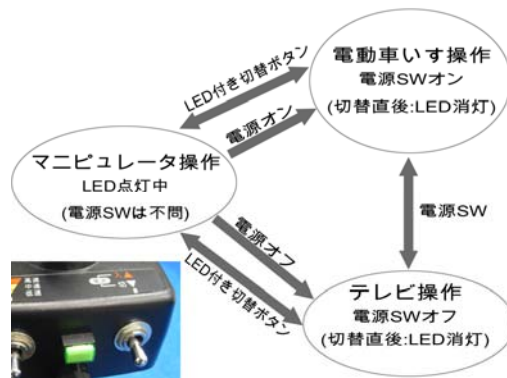 電動車いす操作
電源SWオン
(切替直後:LED消灯)
LED付き切替ボタン
電源オン
マニピュレータ操作
LED点灯中
(電源SWは不問)
電源SW
電源オフ
LED付き切替ボタン
テレビ操作
電源SWオフ
(切替直後:LED消灯)